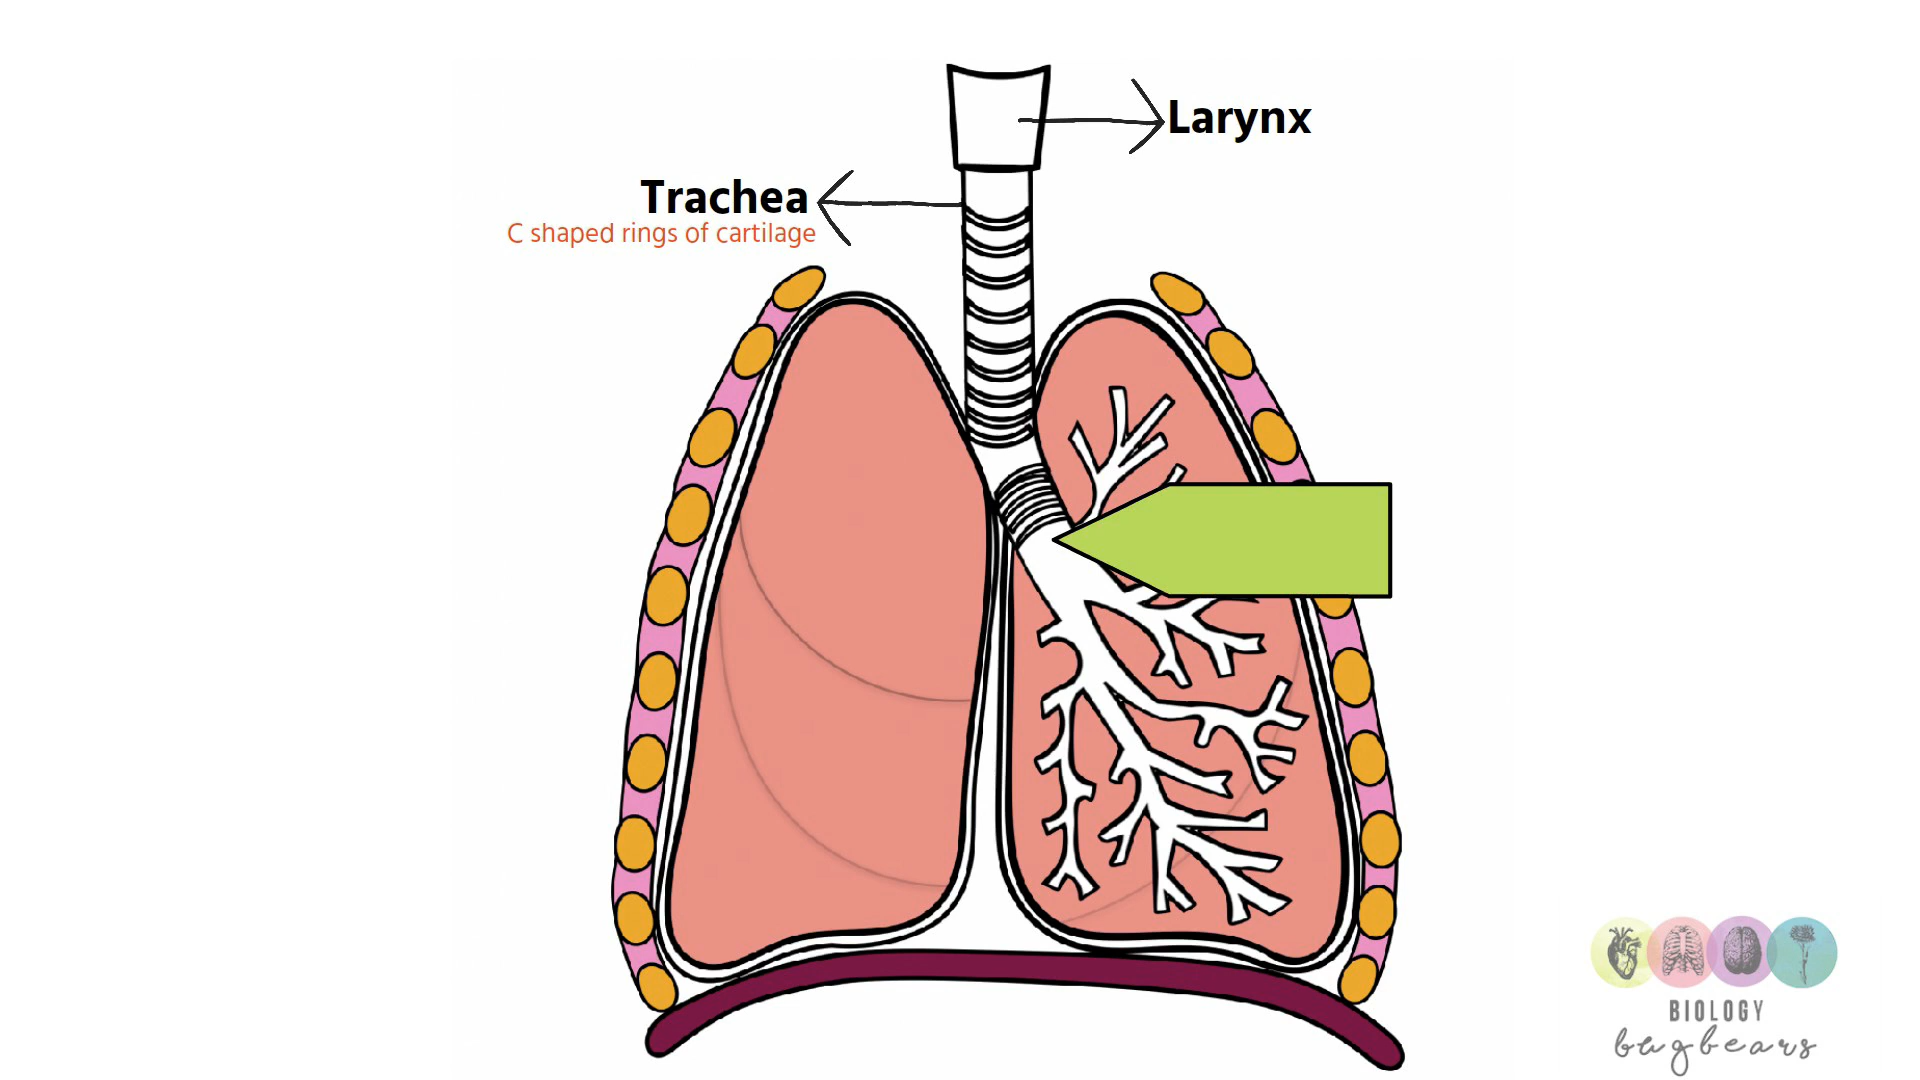 Larynx
Trachea
C shaped rings of cartilage
BIOLOGY
bugbears